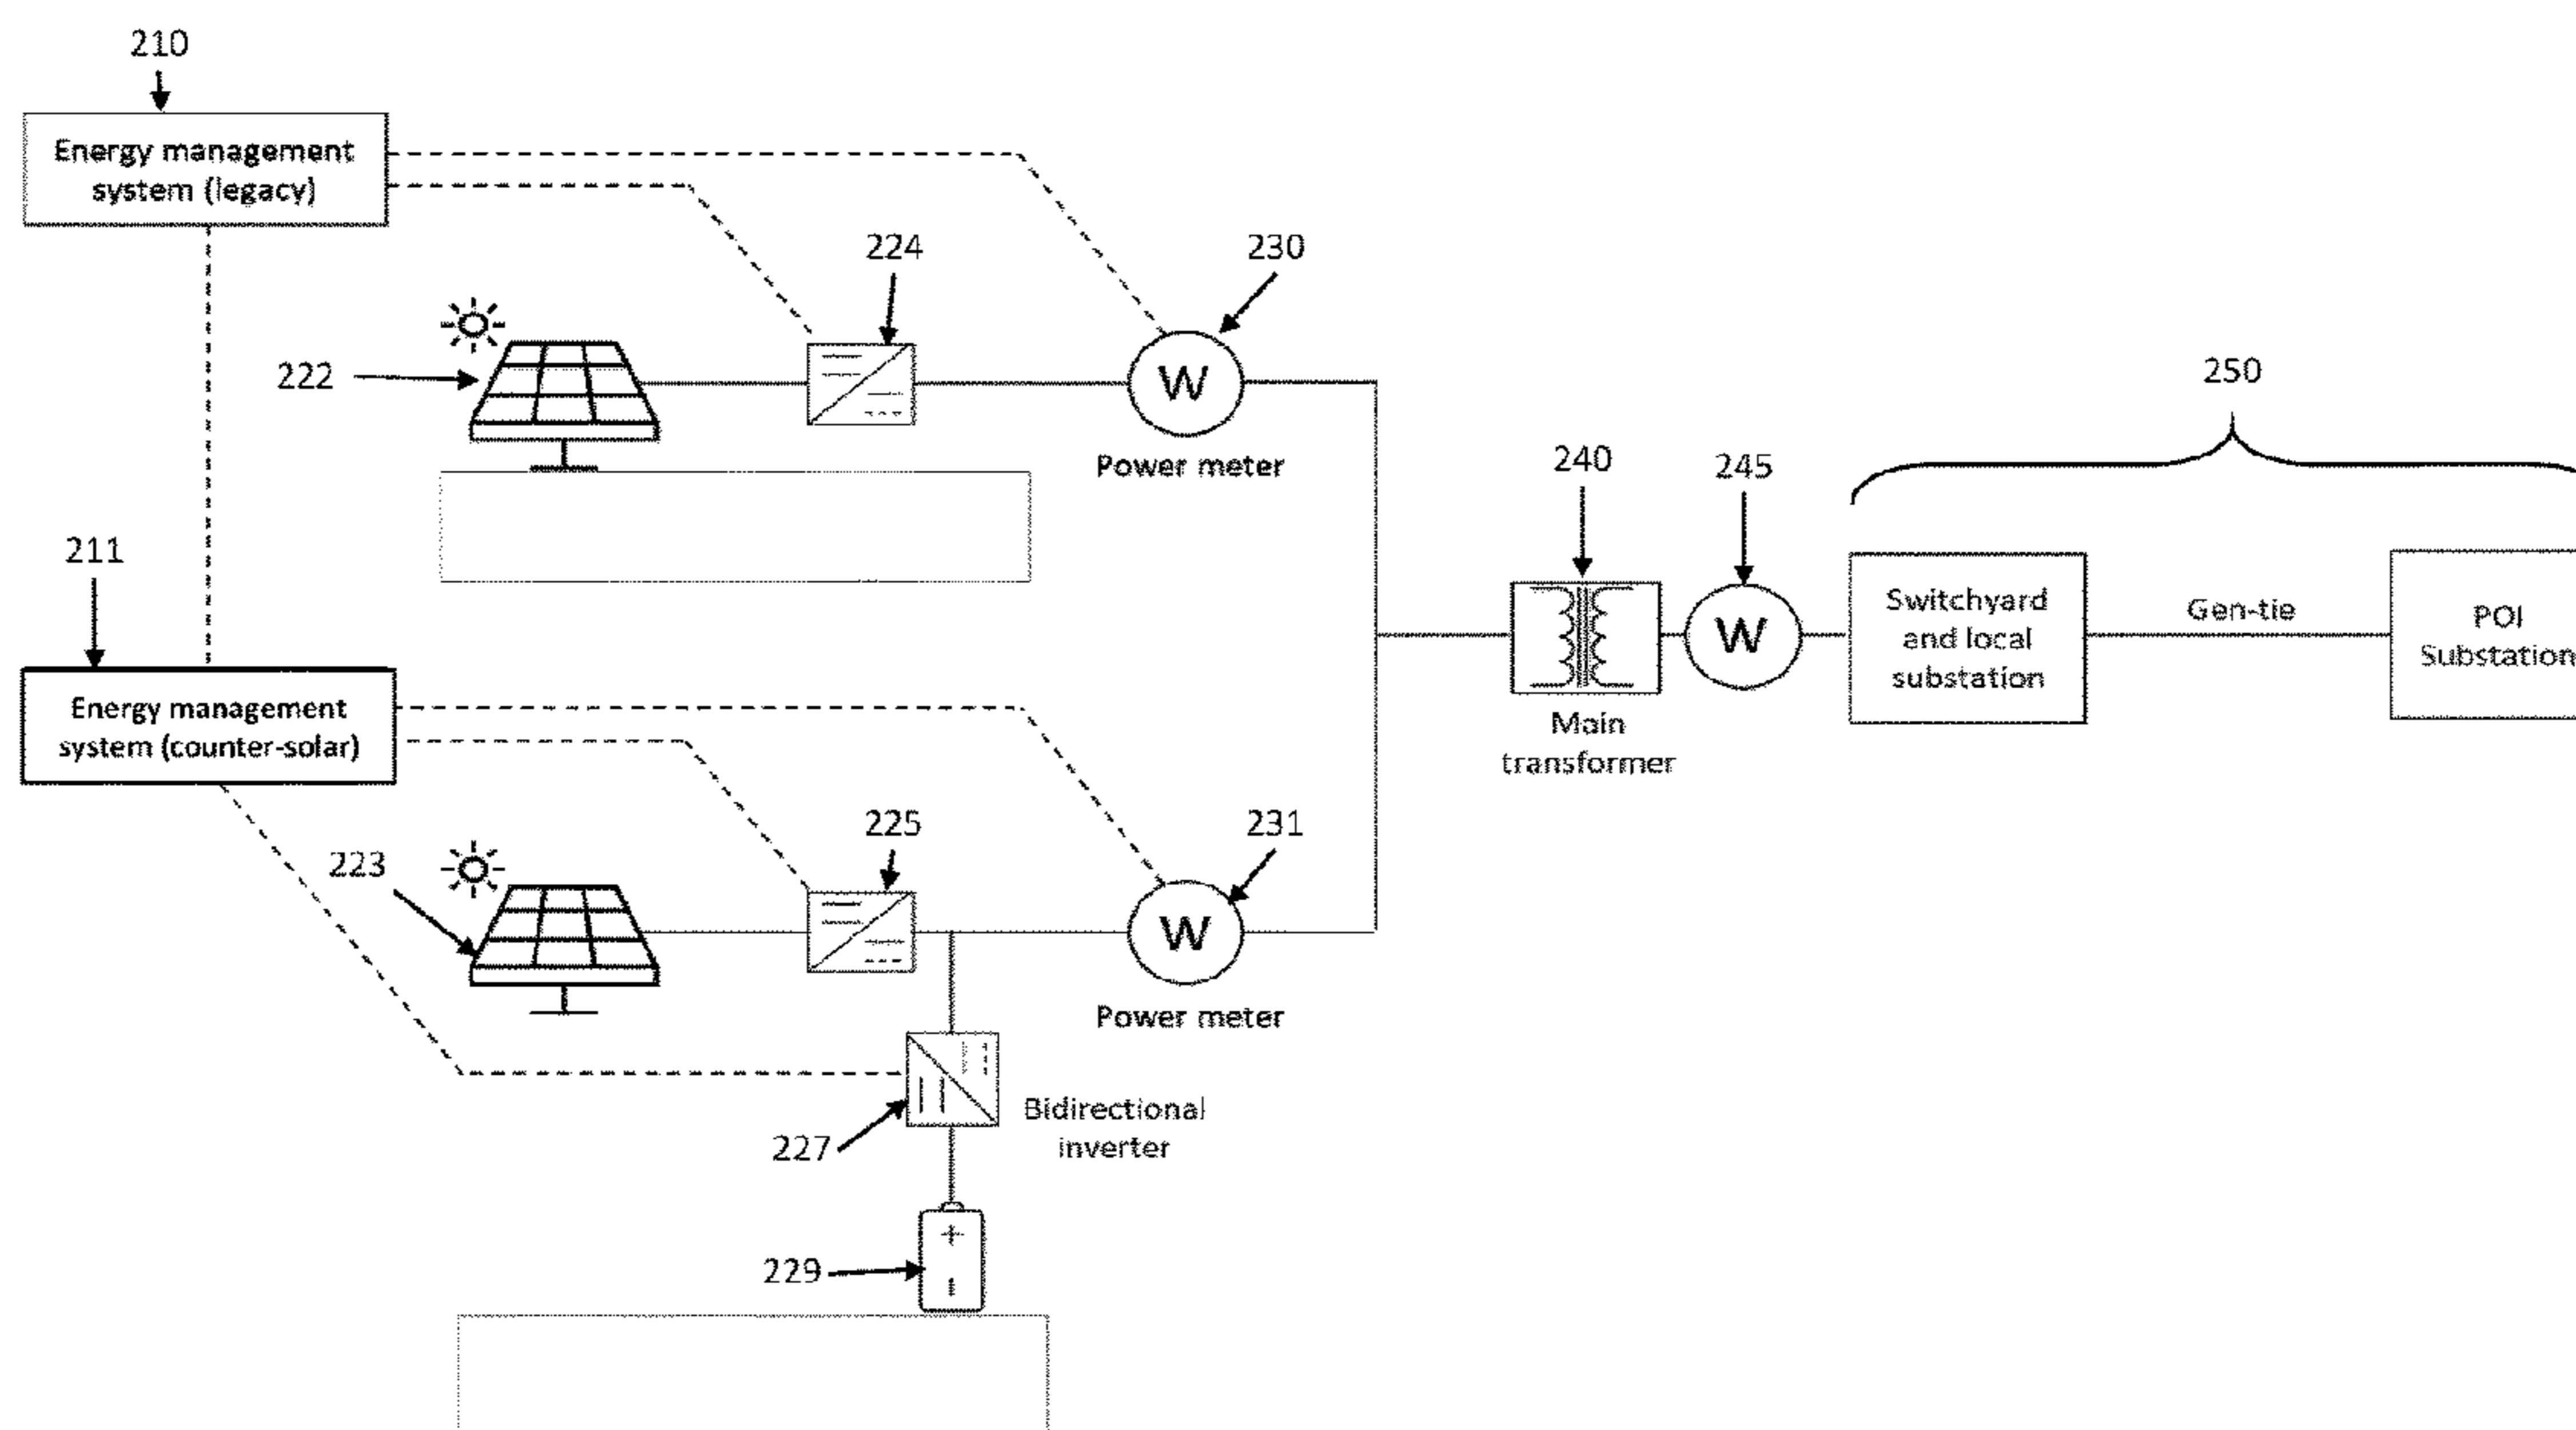 210
Energy management
system (legacy)
224
230
222
W
Power meter
250
240
245
211
Switchyard
and local
substation
W
Gen-tie
POI
Substation
Main
transformer
Energy management
system (counter-solar)
225
231
223
W
Power meter
227
Bidirectional
inverter
229
+
-